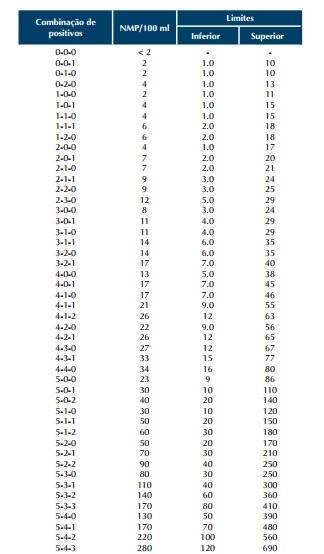 Combinação de positivos NMP/100 ml Limites
Inferior Superior
0-0-0 < 2 - -
0-0-1 2 1.0 10
0-1-0 2 1.0 10
0-2-0 4 1.0 13
1-0-0 2 1.0 11
1-0-1 4 1.0 15
1-1-0 4 1.0 15
1-1-1 6 2.0 18
1-2-0 6 2.0 18
2-0-0 4 1.0 17
2-0-1 7 2.0 20
2-1-0 7 2.0 21
2-1-1 9 3.0 24
2-2-0 9 3.0 25
2-3-0 12 5.0 29
3-0-0 8 3.0 24
3-0-1 11 4.0 29
3-1-0 11 4.0 29
3-1-1 14 6.0 35
3-2-0 14 6.0 35
3-2-1 17 7.0 40
4-0-0 13 5.0 38
4-0-1 17 7.0 45
4-1-0 17 7.0 46
4-1-1 21 9.0 55
4-1-2 26 12 63
4-2-0 22 9.0 56
4-2-1 26 12 65
4-3-0 27 12 67
4-3-1 33 15 77
4-4-0 34 16 80
5-0-0 23 9 86
5-0-1 30 10 110
5-0-2 40 20 140
5-1-0 30 10 120
5-1-1 50 20 150
5-1-2 60 30 180
5-2-0 50 20 170
5-2-1 70 30 210
5-2-2 90 40 250
5-3-0 80 30 250
5-3-1 110 40 300
5-3-2 140 60 360
5-3-3 170 80 410
5-4-0 130 50 390
5-4-1 170 70 480
5-4-2 220 100 560
5-4-3 280 120 690